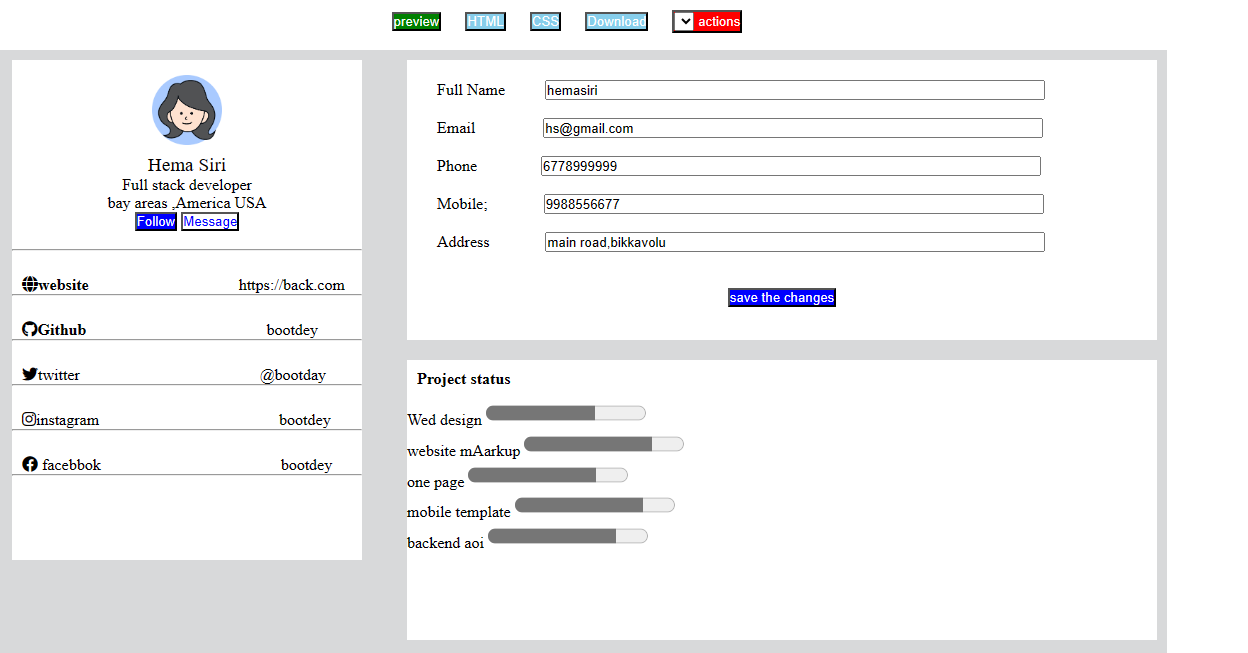 preview HTML CSS Download actions
Hema Siri
Full stack developer
bay areas ,America USA
Follow Message
website https://back.com
Github bootdey
twitter @bootday
instagram bootdey
facebbok bootdey
Full Name hemasiri
Email hs@gmail.com
Phone 6778999999
Mobile; 9988556677
Address main road,bikkavolu
save the changes
Project status
Wed design
website mAarkup
one page
mobile template
backend aoi